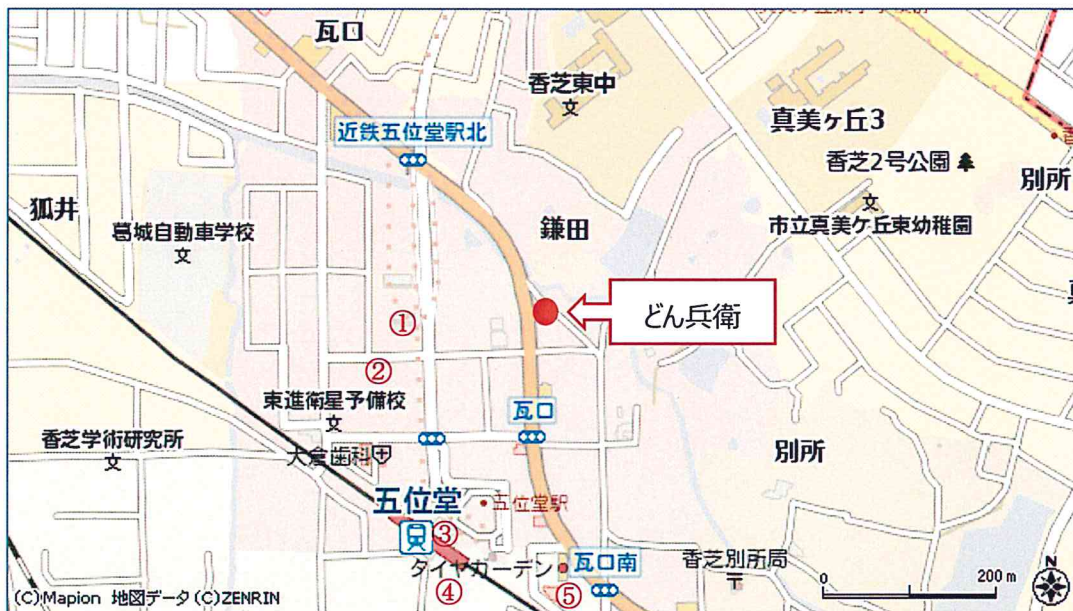 瓦口
香芝東中
文
真美ヶ丘3
近鉄五位堂駅北
香芝2号公園
文
別所
狐井
葛城自動車学校
文
鎌田
市立真美ケ丘東幼稚園
どん兵衛
①
②
東進衛星予備校
文
瓦口
香芝学術研究所
文
大倉歯科
別所
五位堂
五位堂駅
③
ダイヤガーデン
瓦口南
香芝別所局
④
⑤
0
200 m
N
(C)Mapion 地図データ(C)ZENRIN